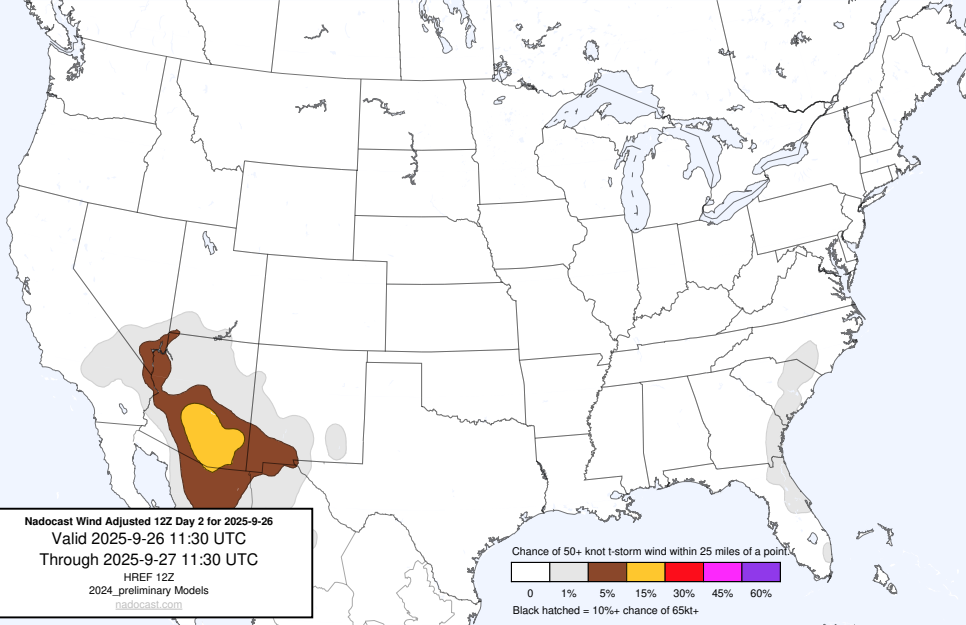 Nadocast Wind Adjusted 12Z Day 2 for 2025-9-26
Valid 2025-9-26 11:30 UTC
Through 2025-9-27 11:30 UTC
HREF 12Z
2024_preliminary Models
nadocast.com
Chance of 50+ knot t-storm wind within 25 miles of a point.
0 1% 5% 15% 30% 45% 60%
Black hatched = 10%+ chance of 65kt+